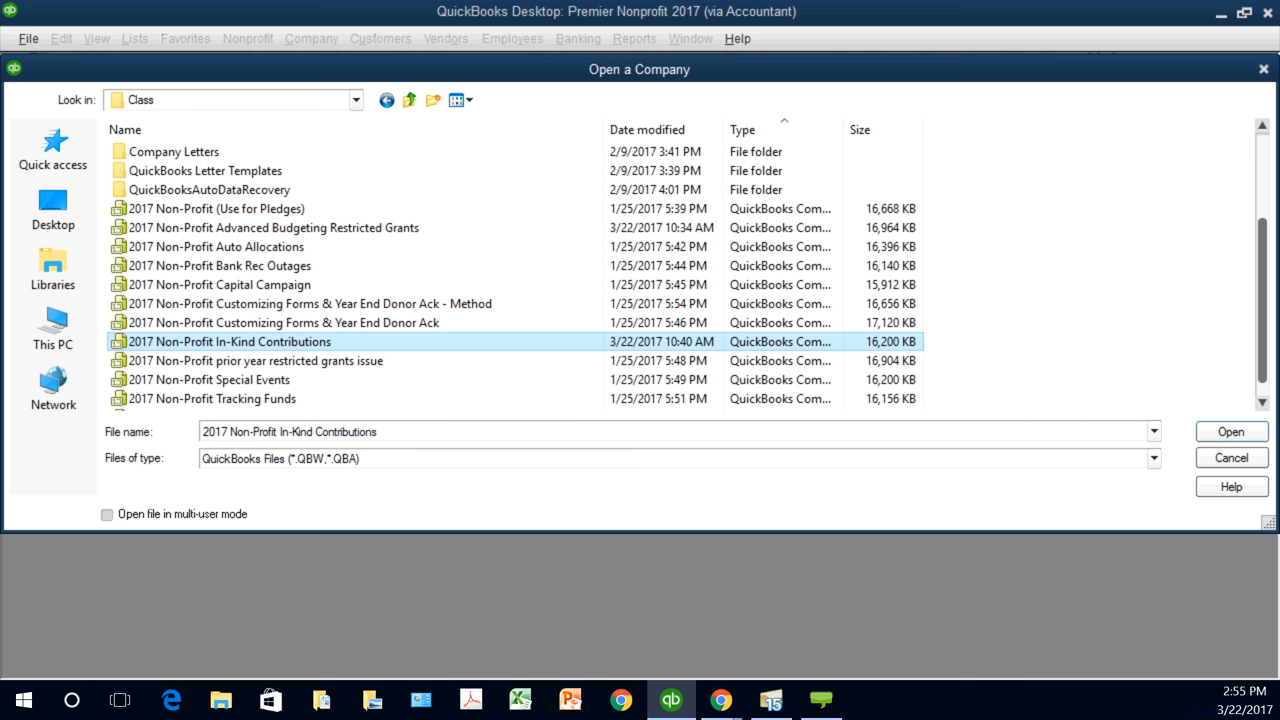 qb QuickBooks Desktop: Premier Nonprofit 2017 (via Accountant)
File Edit View Lists Favorites Nonprofit Company Customers Vendors Employees Banking Reports Window Help
qb Open a Company
Look in: Class
Name Date modified Type Size
Company Letters 2/9/2017 3:41 PM File folder
QuickBooks Letter Templates 2/9/2017 3:39 PM File folder
QuickBooksAutoDataRecovery 2/9/2017 4:01 PM File folder
2017 Non-Profit (Use for Pledges) 1/25/2017 5:39 PM QuickBooks Com... 16,668 KB
2017 Non-Profit Advanced Budgeting Restricted Grants 3/22/2017 10:34 AM QuickBooks Com... 16,964 KB
2017 Non-Profit Auto Allocations 1/25/2017 5:42 PM QuickBooks Com... 16,396 KB
2017 Non-Profit Bank Rec Outages 1/25/2017 5:44 PM QuickBooks Com... 16,140 KB
2017 Non-Profit Capital Campaign 1/25/2017 5:45 PM QuickBooks Com... 15,912 KB
2017 Non-Profit Customizing Forms & Year End Donor Ack - Method 1/25/2017 5:54 PM QuickBooks Com... 16,656 KB
2017 Non-Profit Customizing Forms & Year End Donor Ack 1/25/2017 5:46 PM QuickBooks Com... 17,120 KB
2017 Non-Profit In-Kind Contributions 3/22/2017 10:40 AM QuickBooks Com... 16,200 KB
2017 Non-Profit prior year restricted grants issue 1/25/2017 5:48 PM QuickBooks Com... 16,904 KB
2017 Non-Profit Special Events 1/25/2017 5:49 PM QuickBooks Com... 16,200 KB
2017 Non-Profit Tracking Funds 1/25/2017 5:51 PM QuickBooks Com... 16,156 KB
Quick access
Desktop
Libraries
This PC
Network
File name: 2017 Non-Profit In-Kind Contributions Open
Files of type: QuickBooks Files (*.QBW,*.QBA) Cancel
Help
Open file in multi-user mode
qb 15
2:55 PM
3/22/2017